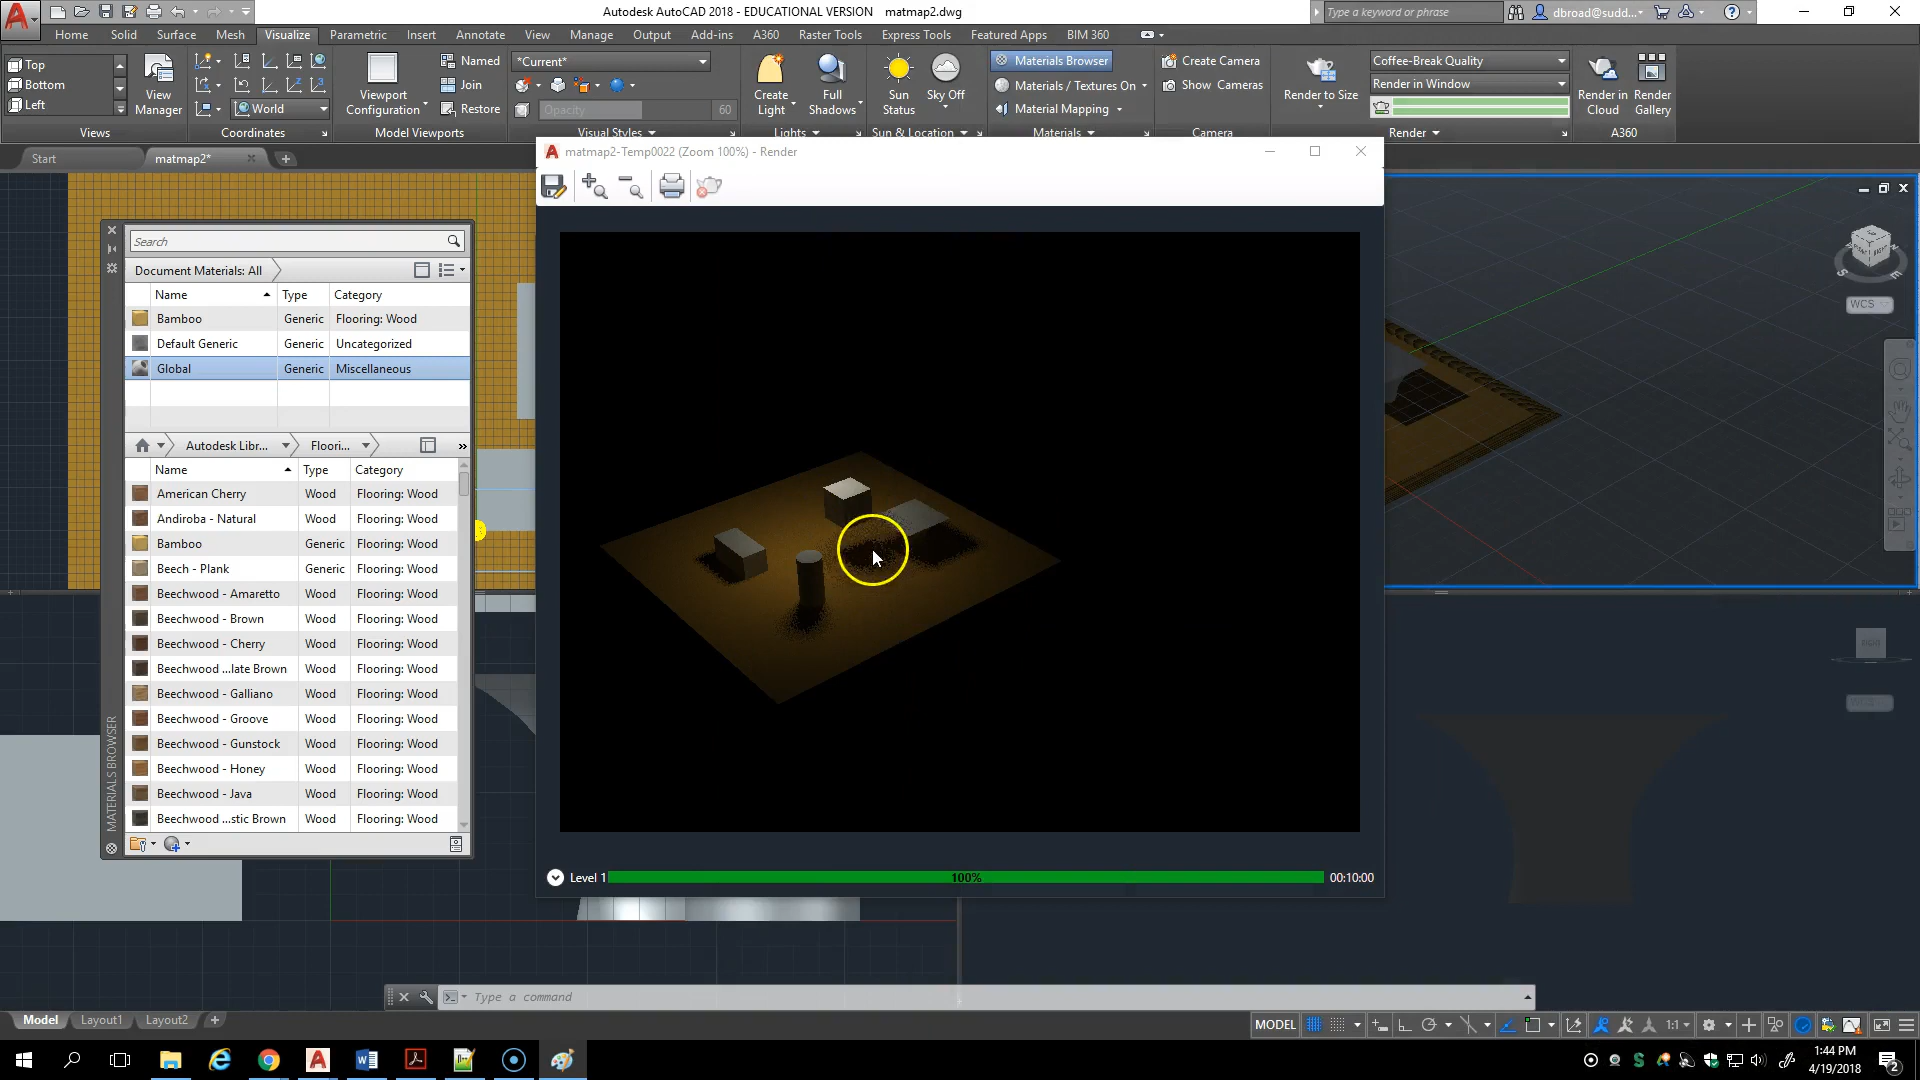 Autodesk AutoCAD 2018 - EDUCATIONAL VERSION matmap2.dwg
Type a keyword or phrase
dbroad@sudd...
Home Solid Surface Mesh Visualize Parametric Insert Annotate View Manage Output Add-ins A360 Raster Tools Express Tools Featured Apps BIM 360
Top
Bottom
Left
View Manager
Views
World
Coordinates
Viewport Configuration
Named
Join
Restore
Model Viewports
*Current*
Opacity 60
Visual Styles
Create Light
Full Shadows
Lights
Sun Status
Sky Off
Sun & Location
Materials Browser
Materials / Textures On
Material Mapping
Materials
Create Camera
Show Cameras
Camera
Render to Size
Coffee-Break Quality
Render in Window
Render
Render in Cloud
Render Gallery
A360
Start
matmap2*
matmap2-Temp0022 (Zoom 100%) - Render
Search
Document Materials: All
Name Type Category
Bamboo Generic Flooring: Wood
Default Generic Generic Uncategorized
Global Generic Miscellaneous
Autodesk Libr... Floori... »
Name Type Category
American Cherry Wood Flooring: Wood
Andiroba - Natural Wood Flooring: Wood
Bamboo Generic Flooring: Wood
Beech - Plank Generic Flooring: Wood
Beechwood - Amaretto Wood Flooring: Wood
Beechwood - Brown Wood Flooring: Wood
Beechwood - Cherry Wood Flooring: Wood
Beechwood ...late Brown Wood Flooring: Wood
Beechwood - Galliano Wood Flooring: Wood
Beechwood - Groove Wood Flooring: Wood
Beechwood - Gunstock Wood Flooring: Wood
Beechwood - Honey Wood Flooring: Wood
Beechwood - Java Wood Flooring: Wood
Beechwood ...stic Brown Wood Flooring: Wood
MATERIALS BROWSER
WCS
Level 1 100% 00:10:00
Type a command
Model Layout1 Layout2
MODEL 1:1
1:44 PM
4/19/2018
2